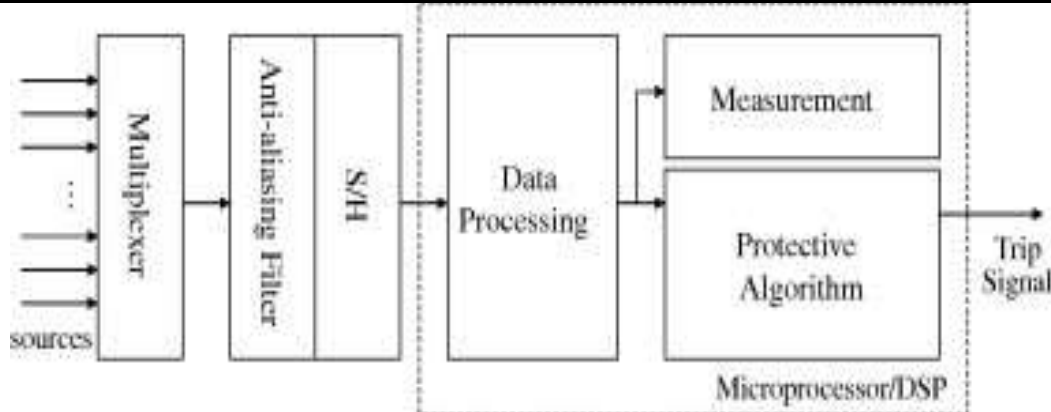 sources
Multiplexer
Anti-aliasing Filter
S/H
Data
Processing
Measurement
Protective
Algorithm
Trip
Signal
Microprocessor/DSP